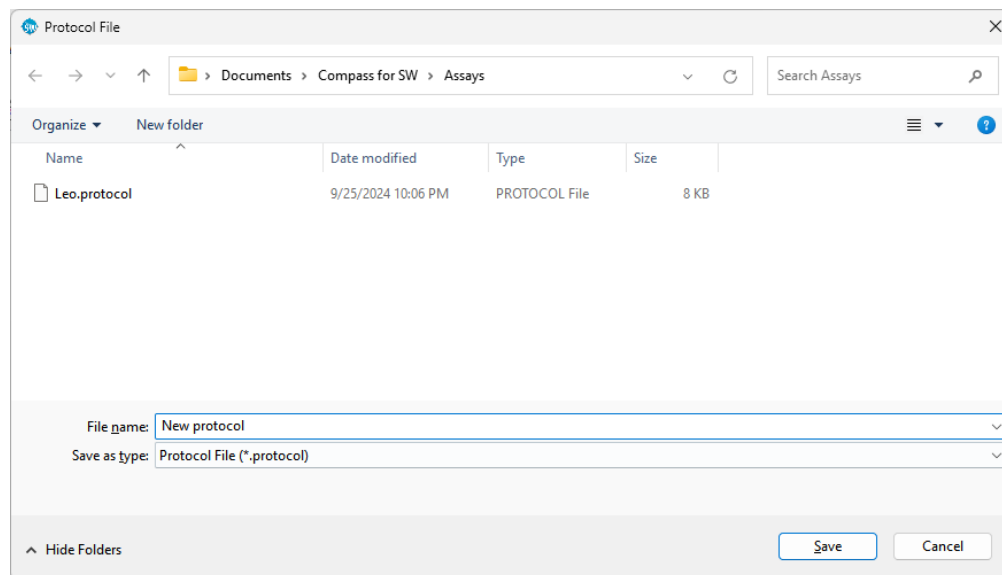 SW Protocol File
Documents > Compass for SW > Assays
Search Assays
Organize New folder
?
Name Date modified Type Size
Leo.protocol 9/25/2024 10:06 PM PROTOCOL File 8 KB
File name: New protocol
Save as type: Protocol File (*.protocol)
Hide Folders
Save Cancel